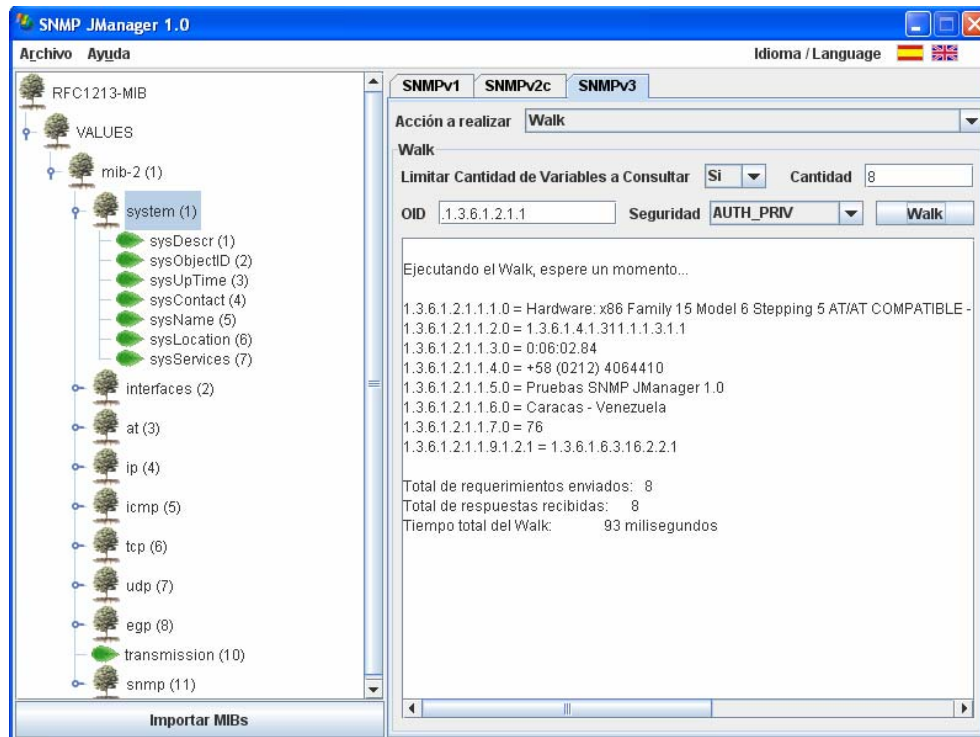 SNMP JManager 1.0
Archivo Ayuda Idioma / Language
RFC1213-MIB
VALUES
mib-2 (1)
system (1)
sysDescr (1)
sysObjectID (2)
sysUpTime (3)
sysContact (4)
sysName (5)
sysLocation (6)
sysServices (7)
interfaces (2)
at (3)
ip (4)
icmp (5)
tcp (6)
udp (7)
egp (8)
transmission (10)
snmp (11)
Importar MIBs
SNMPv1 SNMPv2c SNMPv3
Acción a realizar Walk
Walk
Limitar Cantidad de Variables a Consultar Si Cantidad 8
OID .1.3.6.1.2.1.1 Seguridad AUTH_PRIV Walk
Ejecutando el Walk, espere un momento...
1.3.6.1.2.1.1.1.0 = Hardware: x86 Family 15 Model 6 Stepping 5 AT/AT COMPATIBLE -
1.3.6.1.2.1.1.2.0 = 1.3.6.1.4.1.311.1.1.3.1.1
1.3.6.1.2.1.1.3.0 = 0:06:02.84
1.3.6.1.2.1.1.4.0 = +58 (0212) 4064410
1.3.6.1.2.1.1.5.0 = Pruebas SNMP JManager 1.0
1.3.6.1.2.1.1.6.0 = Caracas - Venezuela
1.3.6.1.2.1.1.7.0 = 76
1.3.6.1.2.1.1.9.1.2.1 = 1.3.6.1.6.3.16.2.2.1
Total de requerimientos enviados: 8
Total de respuestas recibidas: 8
Tiempo total del Walk: 93 milisegundos